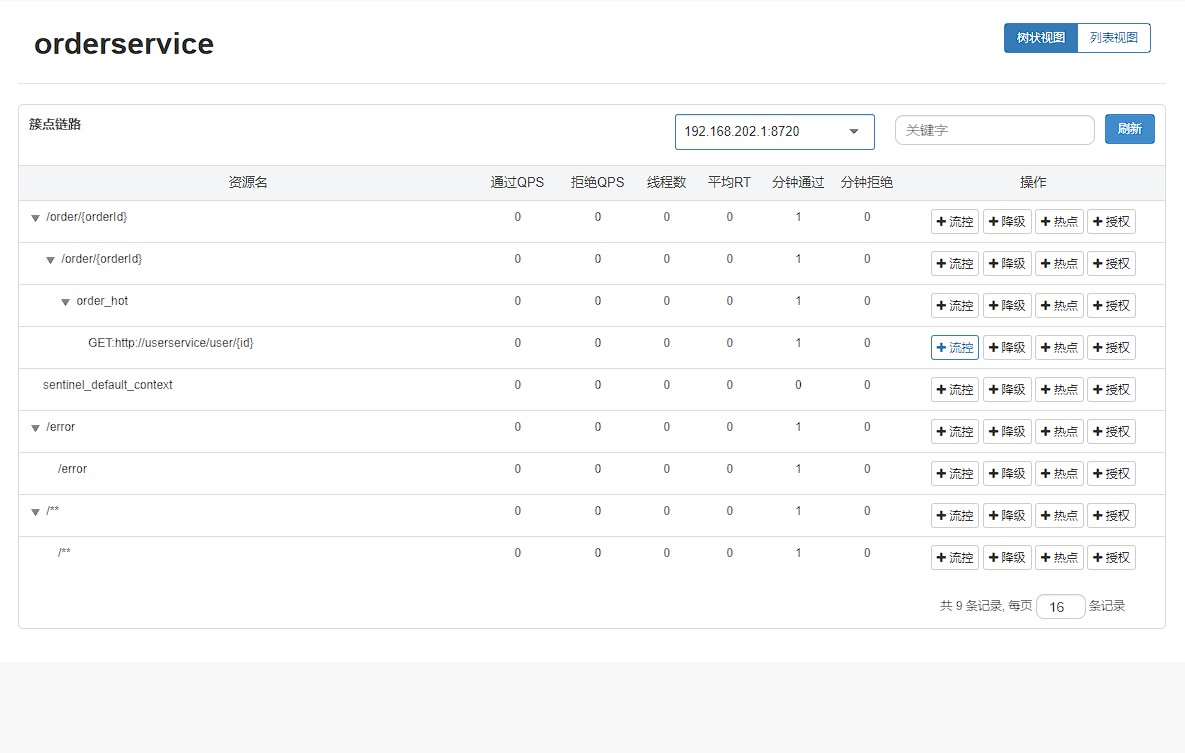 orderservice
树状视图 列表视图
簇点链路 192.168.202.1:8720 关键字 刷新
资源名 通过QPS 拒绝QPS 线程数 平均RT 分钟通过 分钟拒绝 操作
/order/{orderId} 0 0 0 0 1 0 流控 降级 热点 授权
/order/{orderId} 0 0 0 0 1 0 流控 降级 热点 授权
order_hot 0 0 0 0 1 0 流控 降级 热点 授权
GET:http://userservice/user/{id} 0 0 0 0 1 0 流控 降级 热点 授权
sentinel_default_context 0 0 0 0 0 0 流控 降级 热点 授权
/error 0 0 0 0 1 0 流控 降级 热点 授权
/error 0 0 0 0 1 0 流控 降级 热点 授权
/** 0 0 0 0 1 0 流控 降级 热点 授权
/** 0 0 0 0 1 0 流控 降级 热点 授权
共 9 条记录, 每页 16 条记录